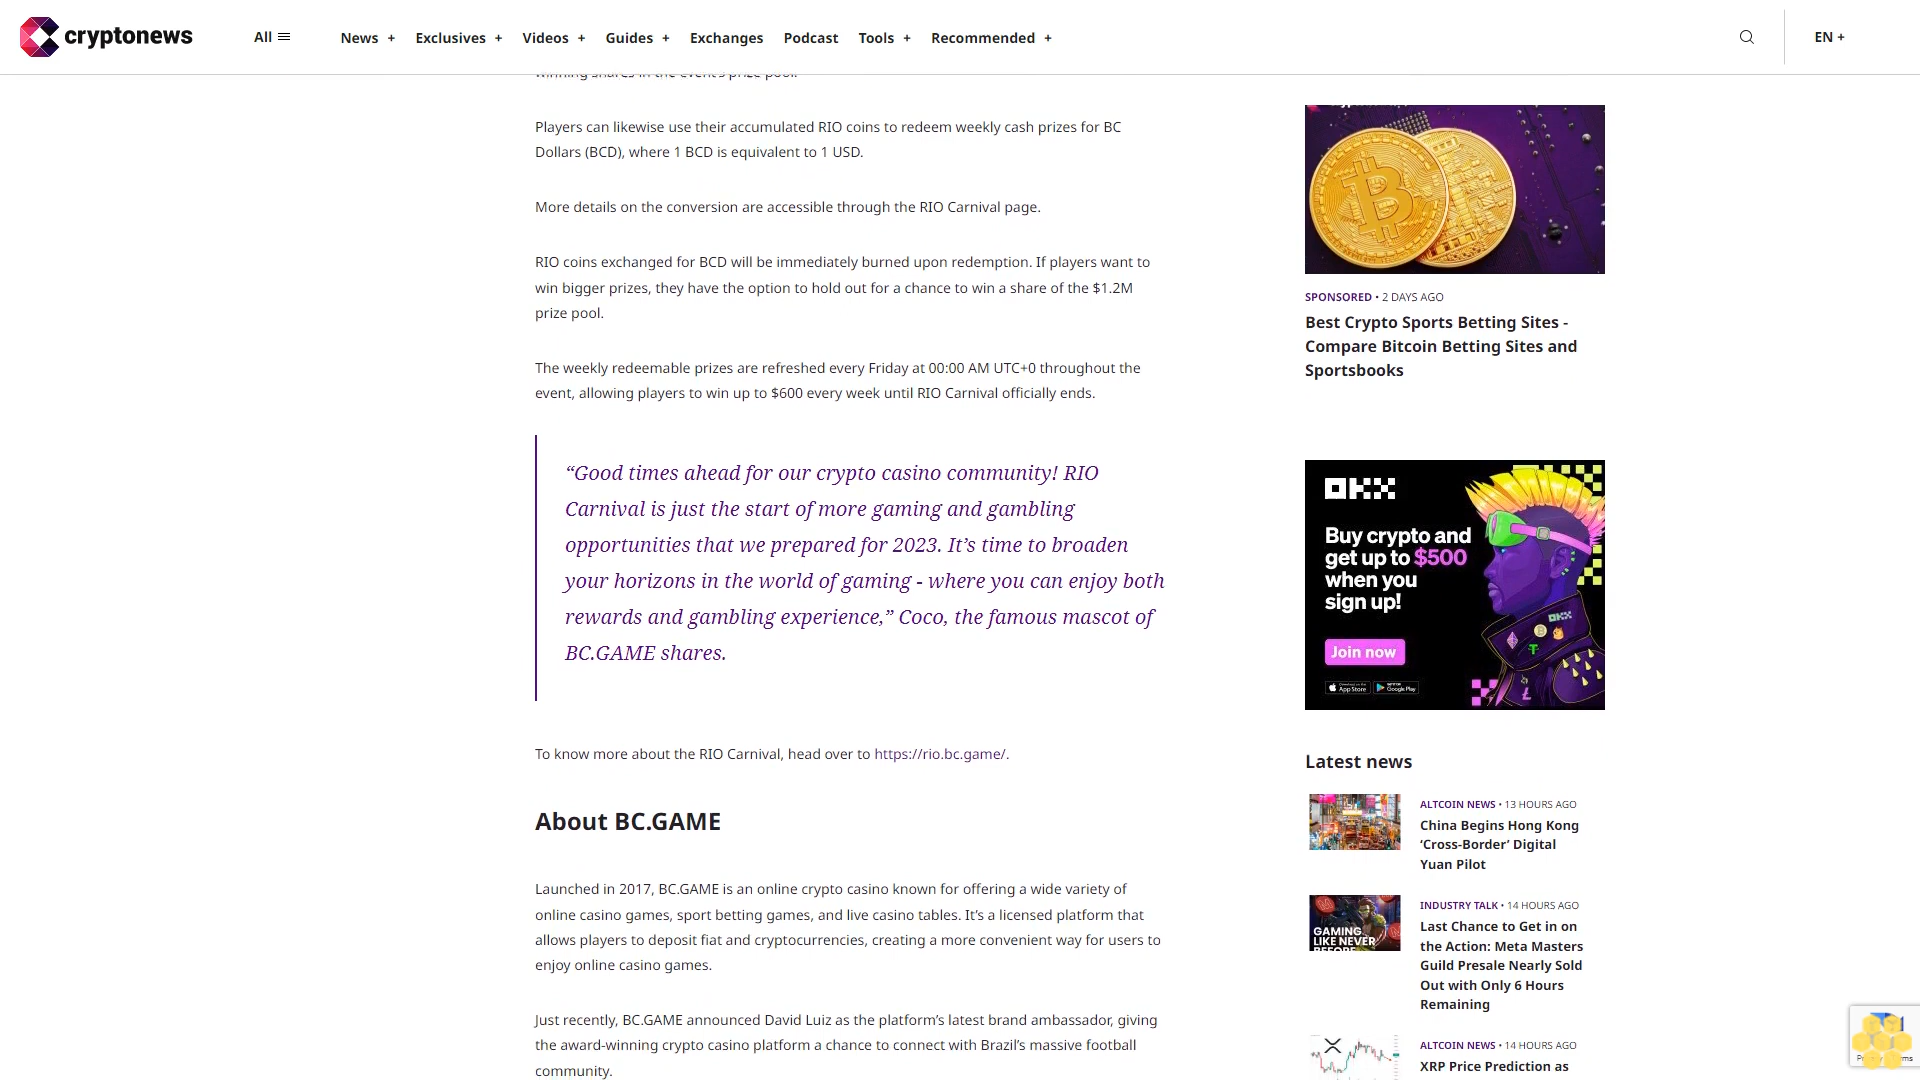 cryptonews
All
News +
Exclusives +
Videos +
Guides +
Exchanges
Podcast
Tools +
Recommended +
EN +
winning shares in the event's prize pool.
Players can likewise use their accumulated RIO coins to redeem weekly cash prizes for BC
Dollars (BCD), where 1 BCD is equivalent to 1 USD.
More details on the conversion are accessible through the RIO Carnival page.
RIO coins exchanged for BCD will be immediately burned upon redemption. If players want to
win bigger prizes, they have the option to hold out for a chance to win a share of the $1.2M
prize pool.
The weekly redeemable prizes are refreshed every Friday at 00:00 AM UTC+0 throughout the
event, allowing players to win up to $600 every week until RIO Carnival officially ends.
“Good times ahead for our crypto casino community! RIO
Carnival is just the start of more gaming and gambling
opportunities that we prepared for 2023. It’s time to broaden
your horizons in the world of gaming - where you can enjoy both
rewards and gambling experience,” Coco, the famous mascot of
BC.GAME shares.
To know more about the RIO Carnival, head over to https://rio.bc.game/.
About BC.GAME
Launched in 2017, BC.GAME is an online crypto casino known for offering a wide variety of
online casino games, sport betting games, and live casino tables. It’s a licensed platform that
allows players to deposit fiat and cryptocurrencies, creating a more convenient way for users to
enjoy online casino games.
Just recently, BC.GAME announced David Luiz as the platform’s latest brand ambassador, giving
the award-winning crypto casino platform a chance to connect with Brazil’s massive football
community.
SPONSORED • 2 DAYS AGO
Best Crypto Sports Betting Sites -
Compare Bitcoin Betting Sites and
Sportsbooks
OKX
Buy crypto and
get up to $500
when you
sign up!
Join now
Download on the App Store
GET IT ON Google Play
OKX
Latest news
ALTCOIN NEWS • 13 HOURS AGO
China Begins Hong Kong
‘Cross-Border’ Digital
Yuan Pilot
GAMING
LIKE NEVER
BEFORE
INDUSTRY TALK • 14 HOURS AGO
Last Chance to Get in on
the Action: Meta Masters
Guild Presale Nearly Sold
Out with Only 6 Hours
Remaining
ALTCOIN NEWS • 14 HOURS AGO
XRP Price Prediction as